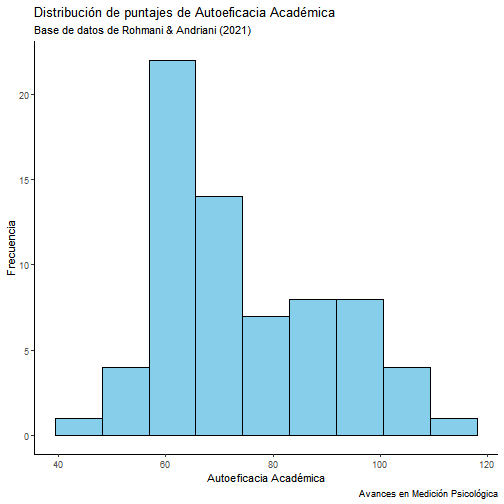 Distribución de puntajes de Autoeficacia Académica
Base de datos de Rohmani & Andriani (2021)
Frecuencia
20
15
10
5
0
40 60 80 100 120
Autoeficacia Académica
Avances en Medición Psicológica